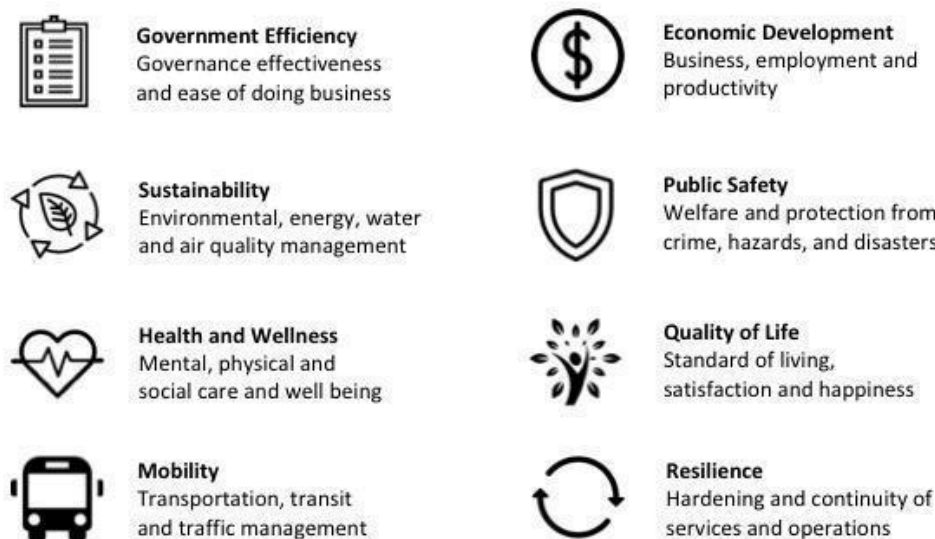 Government Efficiency
Governance effectiveness
and ease of doing business
Economic Development
Business, employment and
productivity
Sustainability
Environmental, energy, water
and air quality management
Public Safety
Welfare and protection from
crime, hazards, and disasters
Health and Wellness
Mental, physical and
social care and well being
Quality of Life
Standard of living,
satisfaction and happiness
Mobility
Transportation, transit
and traffic management
Resilience
Hardening and continuity of
services and operations